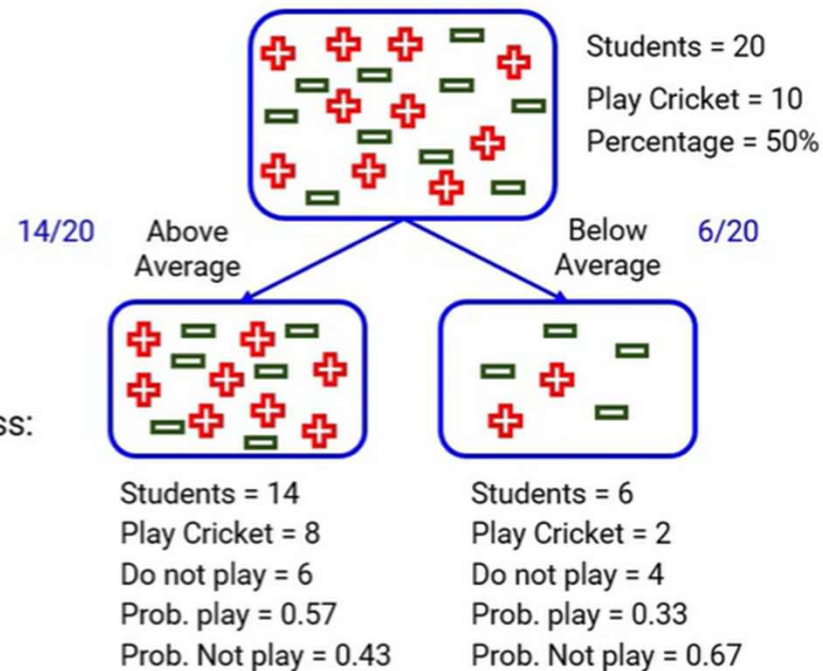 Students = 20
Play Cricket = 10
Percentage = 50%
14/20
Above
Average
Below
Average
6/20
ss:
Students = 14
Play Cricket = 8
Do not play = 6
Prob. play = 0.57
Prob. Not play = 0.43
Students = 6
Play Cricket = 2
Do not play = 4
Prob. play = 0.33
Prob. Not play = 0.67